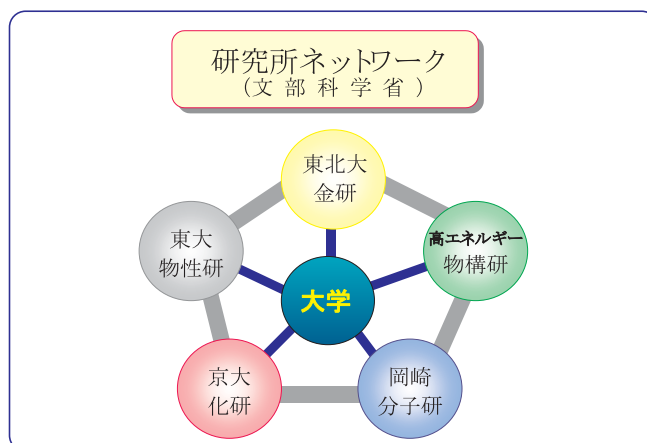 研究所ネットワーク
(文部科学省)
東北大
金研
東大
物性研
高エネルギー
物構研
大学
京大
化研
岡崎
分子研